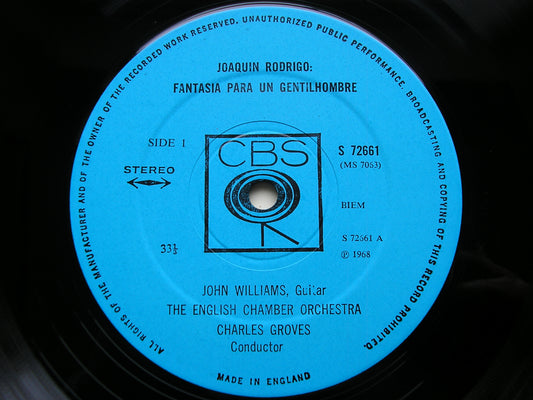 ALL RIGHTS OF THE MANUFACTURER AND OF THE OWNER OF THE RECORDED WORK RESERVED. UNAUTHORIZED PUBLIC PERFORMANCE, BROADCASTING AND COPYING OF THIS RECORD PROHIBITED.
JOAQUIN RODRIGO:
FANTASIA PARA UN GENTILHOMBRE
SIDE 1
CBS
S 72661
(MS 7063)
STEREO
BIEM
33⅓
S 72661 A
℗ 1968
JOHN WILLIAMS, Guitar
THE ENGLISH CHAMBER ORCHESTRA
CHARLES GROVES
Conductor
MADE IN ENGLAND